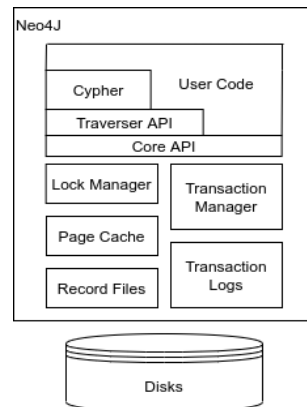 Neo4J
User Code
Cypher
Traverser API
Core API
Lock Manager
Transaction
Manager
Page Cache
Transaction
Logs
Record Files
Disks